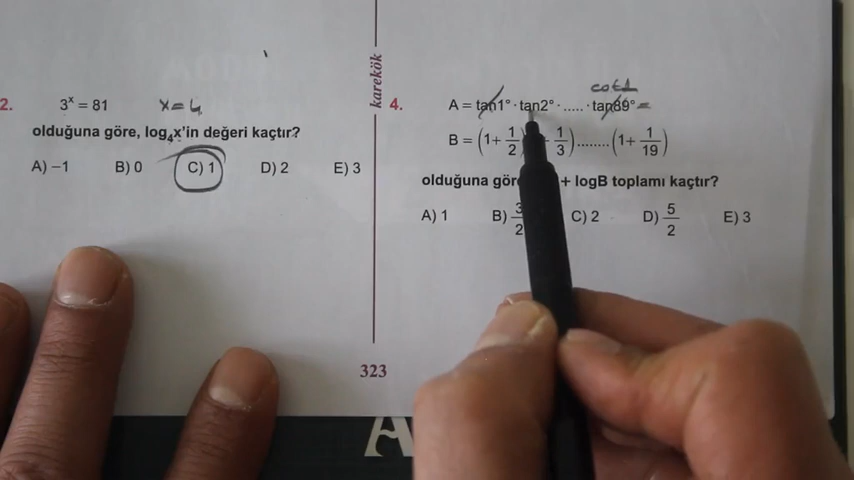 2.
3ˣ = 81
x = 4
olduğuna göre, log₄x'in değeri kaçtır?
A) −1 B) 0 C) 1 D) 2 E) 3
karekök
4.
cot1
A = tan1° · tan2° · ..... · tan89° =
B = (1 + 1/2) 1/3)........(1 + 1/19)
olduğuna gör + logB toplamı kaçtır?
A) 1 B) 3/2 C) 2 D) 5/2 E) 3
323
A